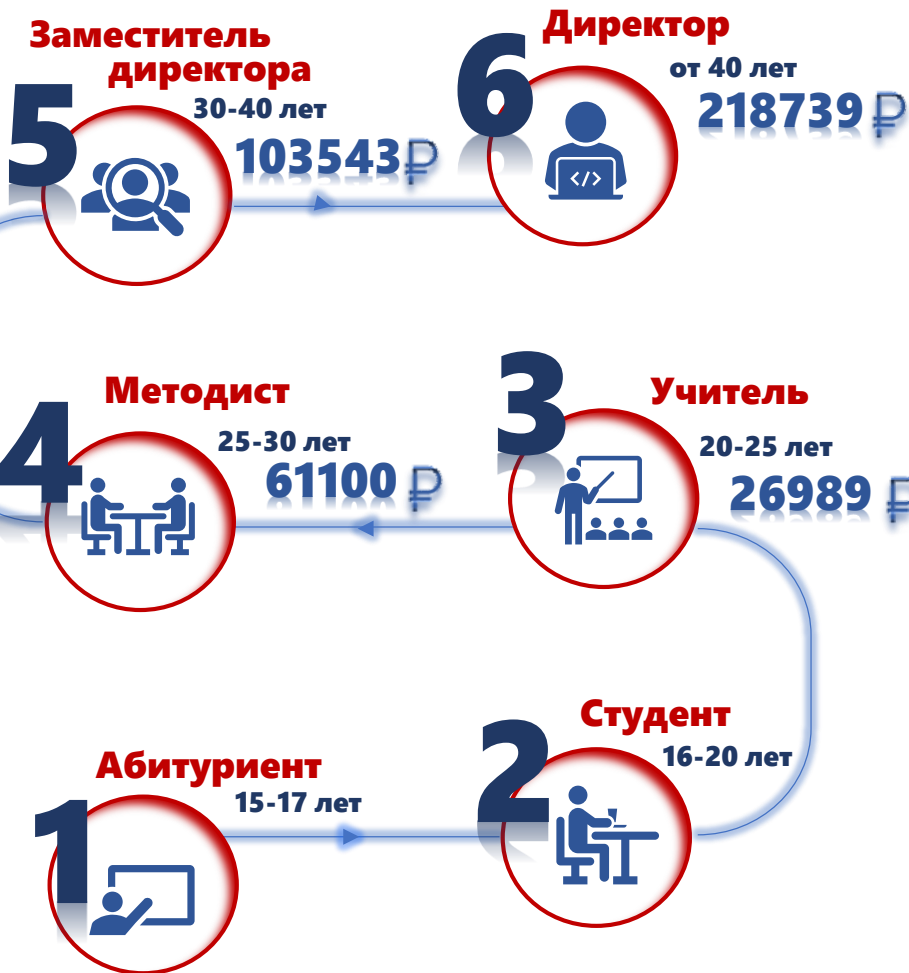 Заместитель
директора
5
30-40 лет
103543 ₽
Директор
6
от 40 лет
218739 ₽
</>
Методист
4
25-30 лет
61100 ₽
3
Учитель
20-25 лет
26989 ₽
Абитуриент
1
15-17 лет
Студент
2
16-20 лет